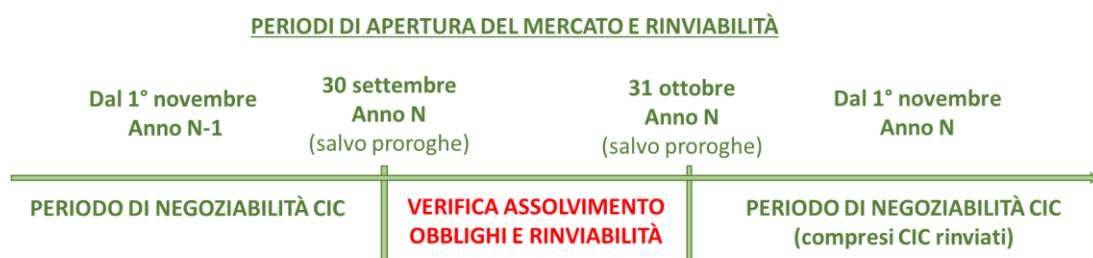 PERIODI DI APERTURA DEL MERCATO E RINVIABILITÀ
Dal 1° novembre
Anno N-1
30 settembre
Anno N
(salvo proroghe)
31 ottobre
Anno N
(salvo proroghe)
Dal 1° novembre
Anno N
PERIODO DI NEGOZIABILITÀ CIC
VERIFICA ASSOLVIMENTO
OBBLIGHI E RINVIABILITÀ
PERIODO DI NEGOZIABILITÀ CIC
(compresi CIC rinviati)